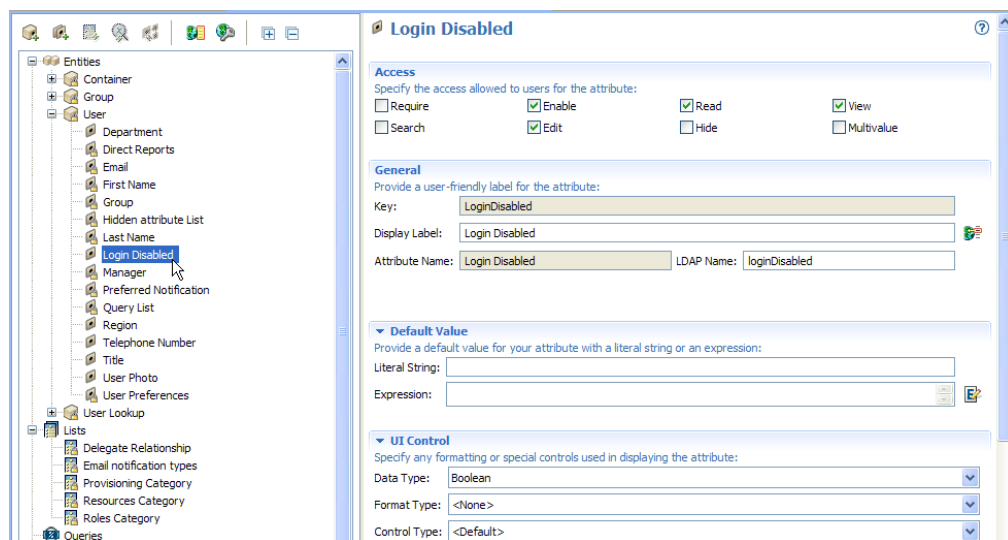 Entities
Container
Group
User
Department
Direct Reports
Email
First Name
Group
Hidden attribute List
Last Name
Login Disabled
Manager
Preferred Notification
Query List
Region
Telephone Number
Title
User Photo
User Preferences
User Lookup
Lists
Delegate Relationship
Email notification types
Provisioning Category
Resources Category
Roles Category
Queries
Login Disabled
Access
Specify the access allowed to users for the attribute:
Require Enable Read View
Search Edit Hide Multivalue
General
Provide a user-friendly label for the attribute:
Key: LoginDisabled
Display Label: Login Disabled
Attribute Name: Login Disabled LDAP Name: loginDisabled
Default Value
Provide a default value for your attribute with a literal string or an expression:
Literal String:
Expression:
UI Control
Specify any formatting or special controls used in displaying the attribute:
Data Type: Boolean
Format Type: <None>
Control Type: <Default>